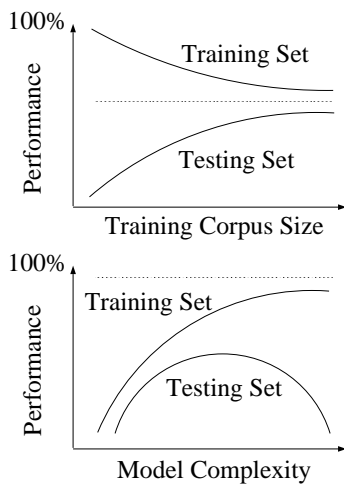 100%
Performance
Training Set
Testing Set
Training Corpus Size
100%
Performance
Training Set
Testing Set
Model Complexity